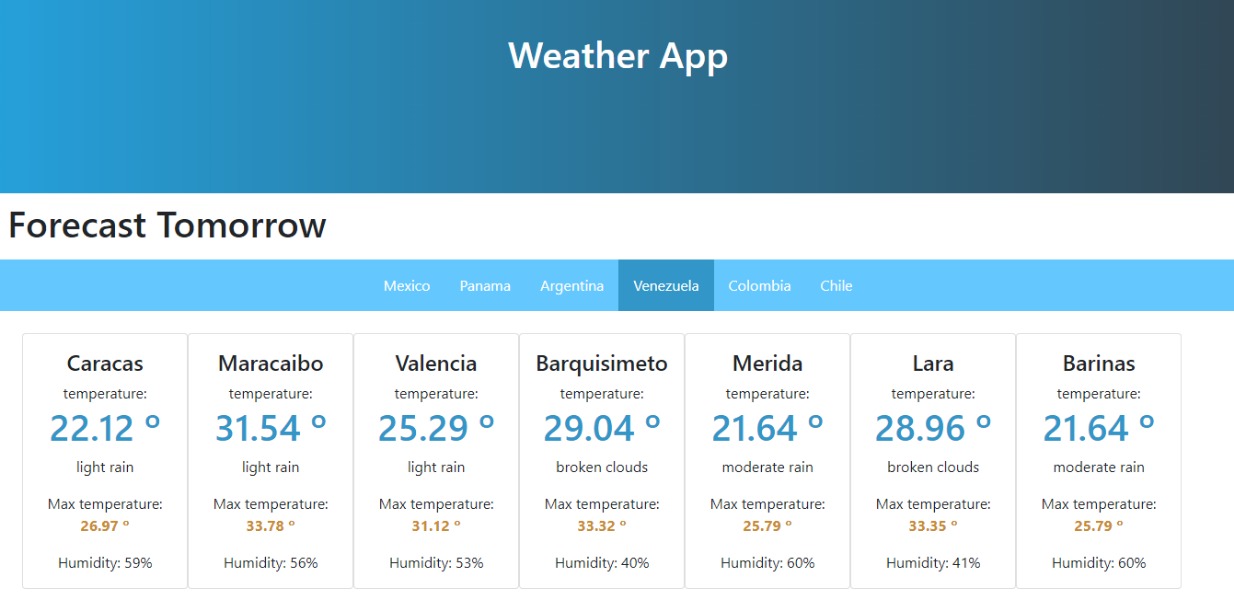 Weather App
Forecast Tomorrow
Mexico Panama Argentina Venezuela Colombia Chile
Caracas Maracaibo Valencia Barquisimeto Merida Lara Barinas
temperature: temperature: temperature: temperature: temperature: temperature: temperature:
22.12 º 31.54 º 25.29 º 29.04 º 21.64 º 28.96 º 21.64 º
light rain light rain light rain broken clouds moderate rain broken clouds moderate rain
Max temperature: Max temperature: Max temperature: Max temperature: Max temperature: Max temperature: Max temperature:
26.97 º 33.78 º 31.12 º 33.32 º 25.79 º 33.35 º 25.79 º
Humidity: 59% Humidity: 56% Humidity: 53% Humidity: 40% Humidity: 60% Humidity: 41% Humidity: 60%